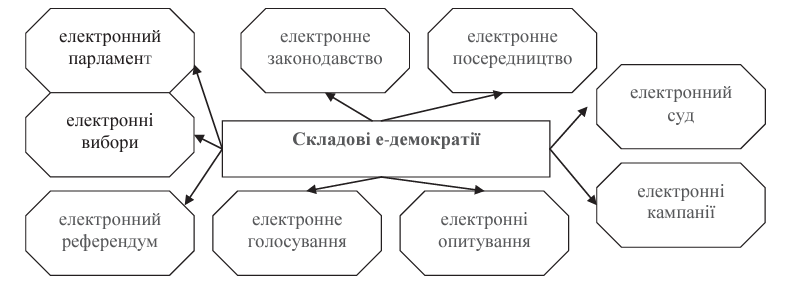 електронний
парламент
електронне
законодавство
електронне
посередництво
електронний
суд
електронні
вибори
Складові е-демократії
електронні
кампанії
електронний
референдум
електронне
голосування
електронні
опитування